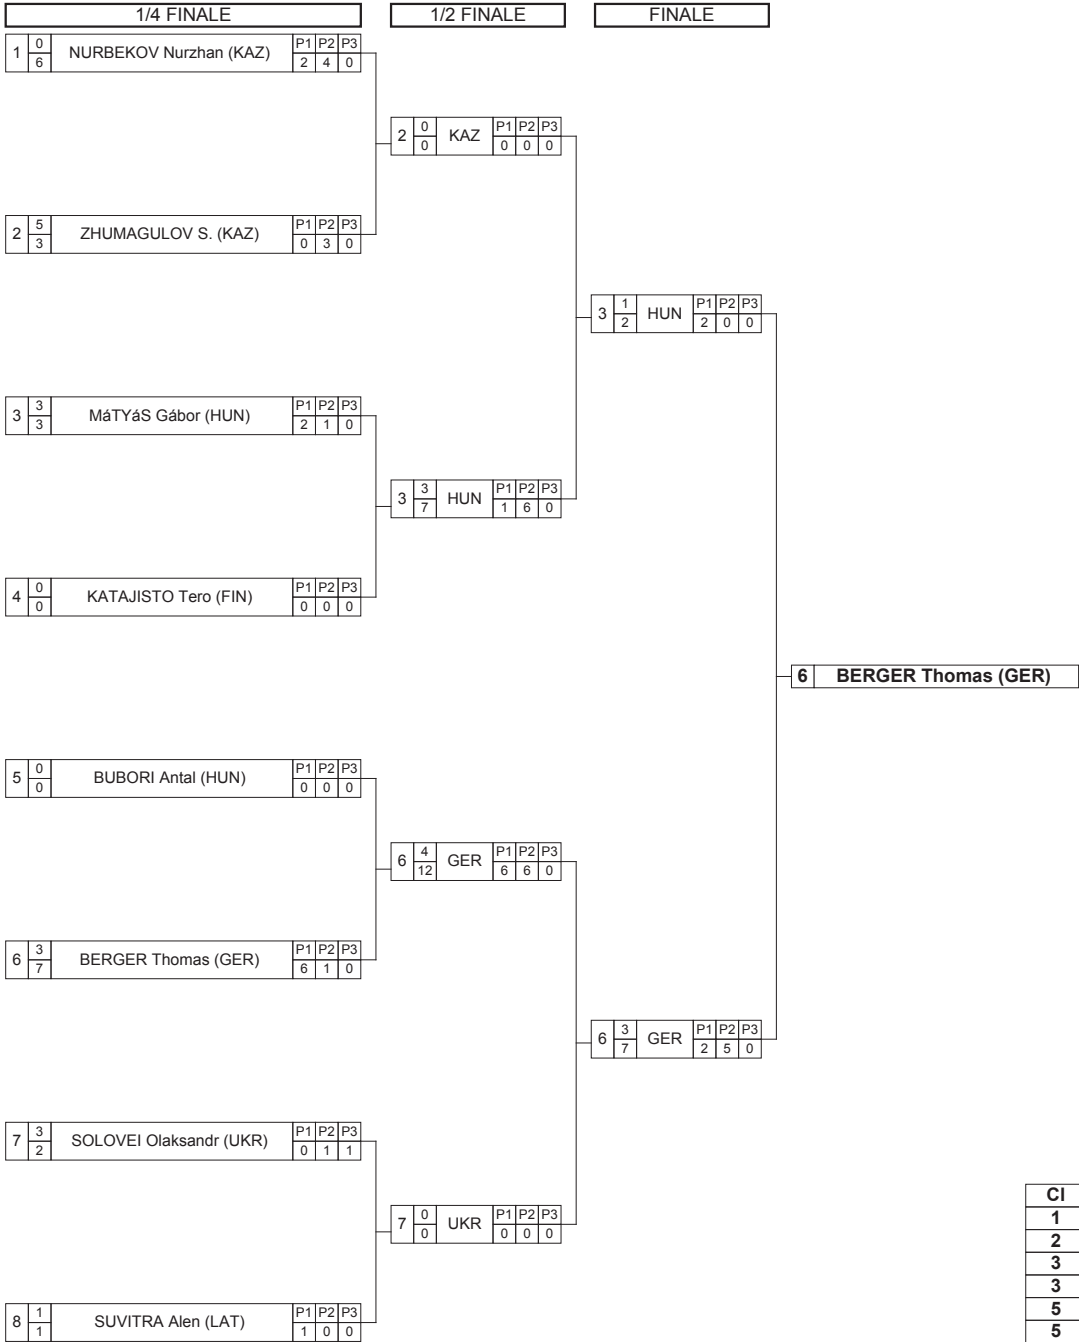 1/4 FINALE 1/2 FINALE FINALE
1 0 NURBEKOV Nurzhan (KAZ) P1 P2 P3
6 2 4 0
2 0 KAZ P1 P2 P3
0 0 0 0
2 5 ZHUMAGULOV S. (KAZ) P1 P2 P3
3 0 3 0
3 1 HUN P1 P2 P3
2 2 0 0
3 3 MáTYáS Gábor (HUN) P1 P2 P3
3 2 1 0
3 3 HUN P1 P2 P3
7 1 6 0
4 0 KATAJISTO Tero (FIN) P1 P2 P3
0 0 0 0
6 BERGER Thomas (GER)
5 0 BUBORI Antal (HUN) P1 P2 P3
0 0 0 0
6 4 GER P1 P2 P3
12 6 6 0
6 3 BERGER Thomas (GER) P1 P2 P3
7 6 1 0
6 3 GER P1 P2 P3
7 2 5 0
7 3 SOLOVEI Olaksandr (UKR) P1 P2 P3
2 0 1 1
7 0 UKR P1 P2 P3
0 0 0 0
8 1 SUVITRA Alen (LAT) P1 P2 P3
1 1 0 0
Cl
1
2
3
3
5
5